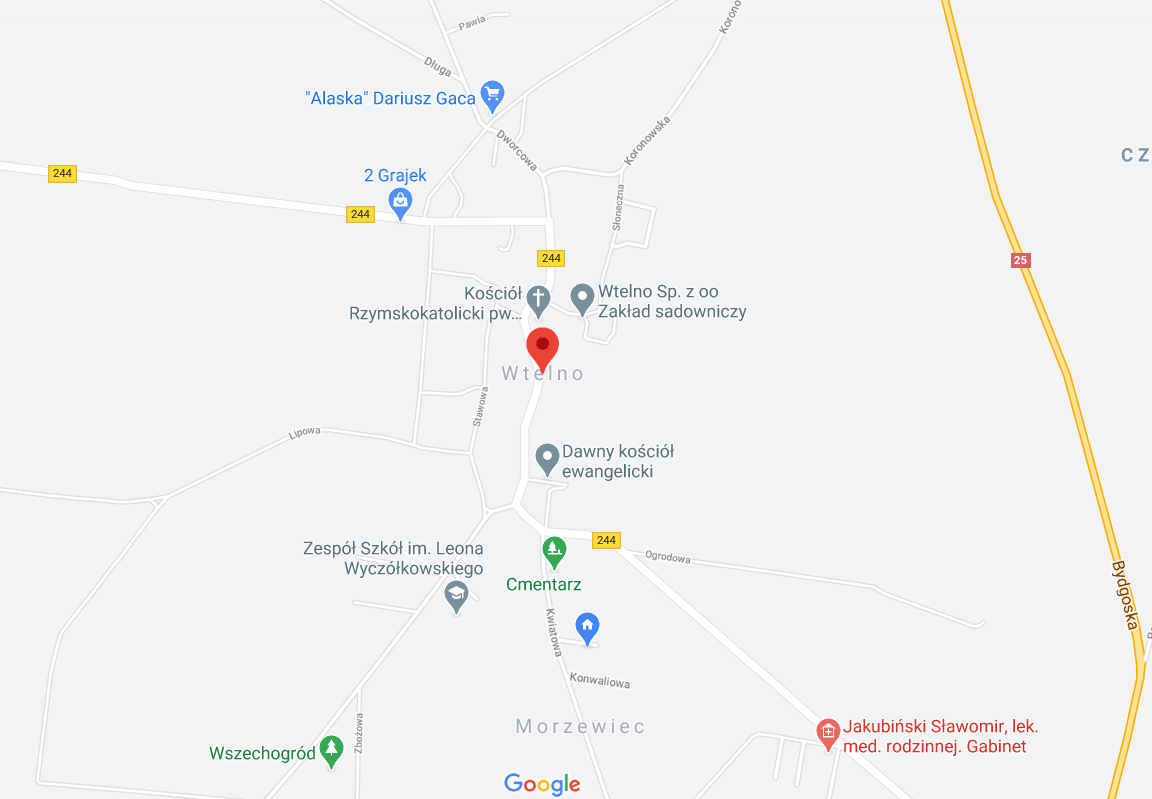 Pawia
Korono
Długa
"Alaska" Dariusz Gaca
Dworcowa
Koronowska
CZ
244
2 Grajek
244
Słoneczna
244
25
Kościół
Rzymskokatolicki pw...
Wtelno Sp. z oo
Zakład sadowniczy
Wtelno
Stawowa
Lipowa
Dawny kościół
ewangelicki
244
Zespół Szkół im. Leona
Wyczółkowskiego
Ogrodowa
Cmentarz
Bydgoska
Kwiatowa
Konwaliowa
Morzewiec
Zbożowa
Wszechogród
Jakubiński Sławomir, lek.
med. rodzinnej. Gabinet
Google